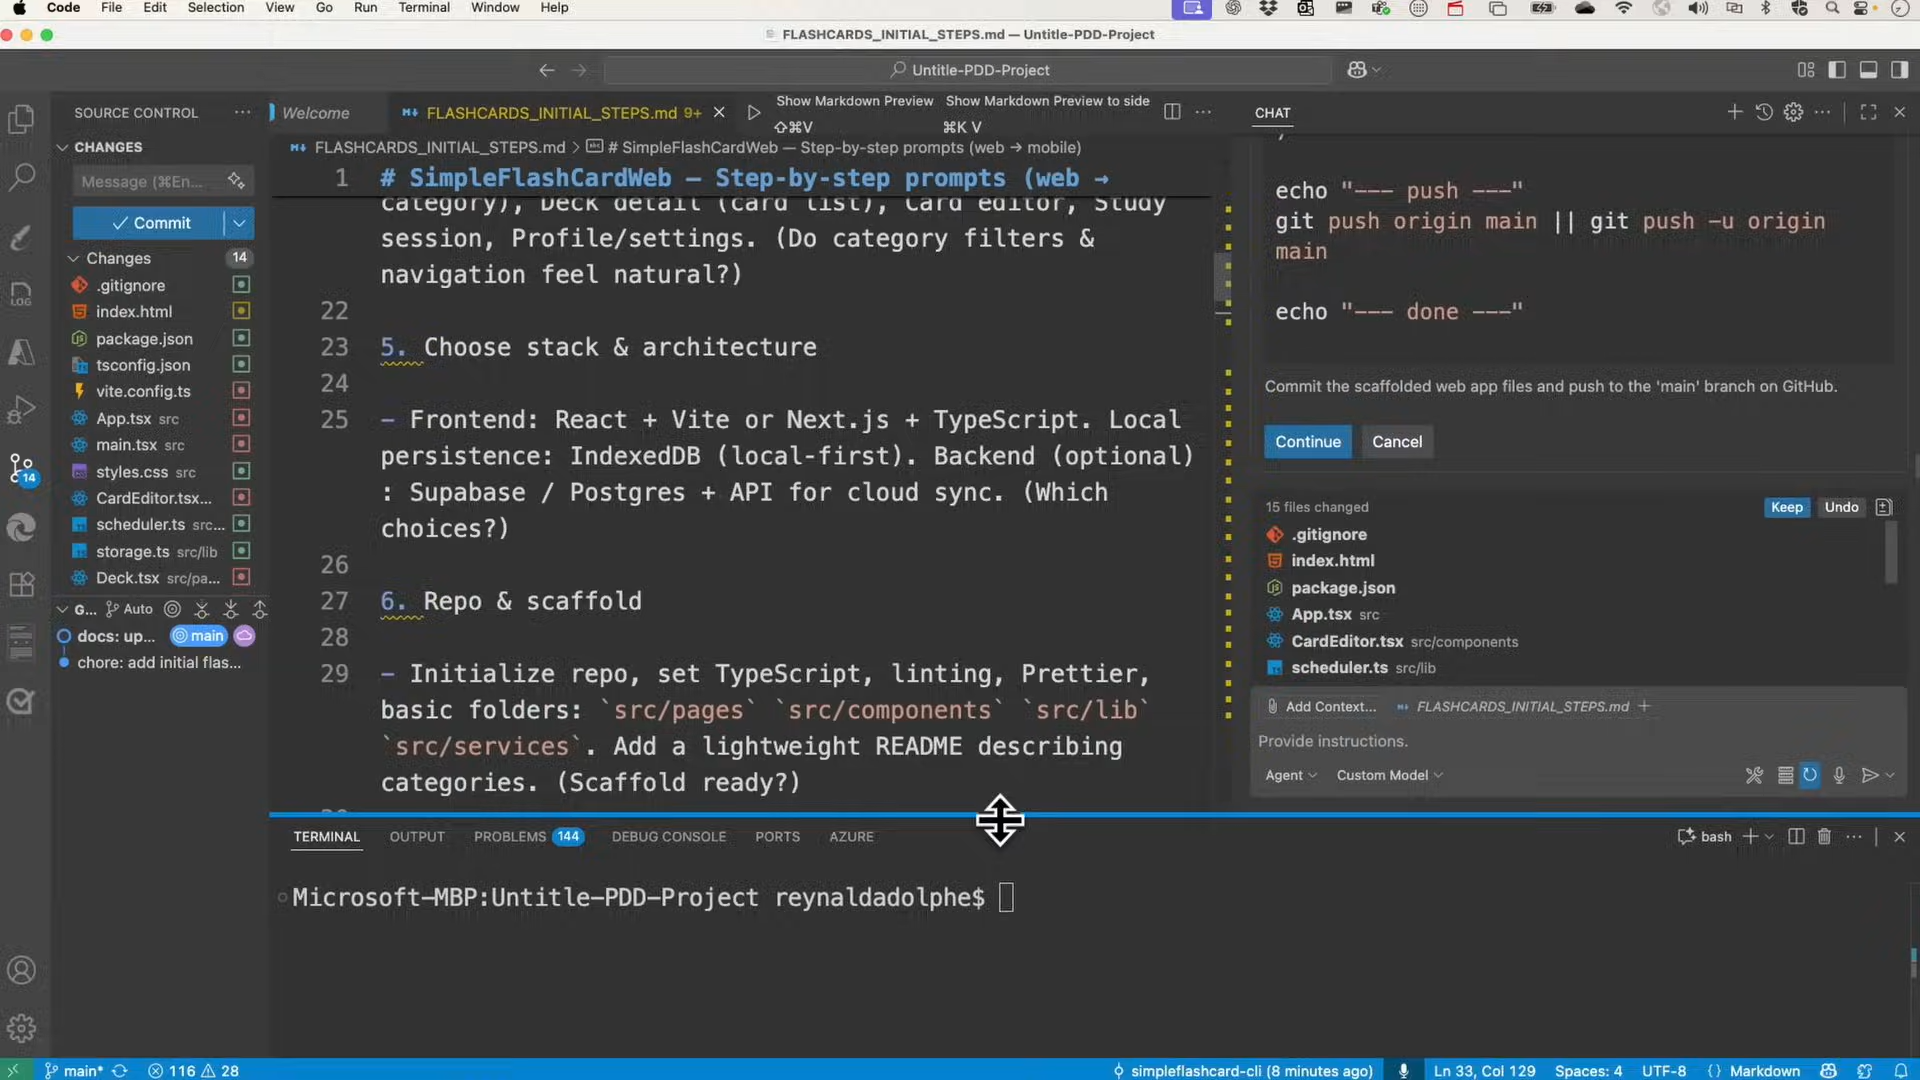 Code File Edit Selection View Go Run Terminal Window Help
FLASHCARDS_INITIAL_STEPS.md — Untitle-PDD-Project
Untitle-PDD-Project
SOURCE CONTROL
CHANGES
Message (⌘En...
Commit
Changes 14
.gitignore
index.html
package.json
tsconfig.json
vite.config.ts
App.tsx src
main.tsx src
styles.css src
CardEditor.tsx...
scheduler.ts src...
storage.ts src/lib
Deck.tsx src/pa...
G... Auto
docs: up... main
chore: add initial flas...
LOG
14
Welcome
FLASHCARDS_INITIAL_STEPS.md 9+
Show Markdown Preview
⇧⌘V
Show Markdown Preview to side
⌘K V
FLASHCARDS_INITIAL_STEPS.md > # SimpleFlashCardWeb — Step-by-step prompts (web → mobile)
1 # SimpleFlashCardWeb — Step-by-step prompts (web →
category), Deck detail (card list), Card editor, Study
session, Profile/settings. (Do category filters &
navigation feel natural?)
22
23 5. Choose stack & architecture
24
25 - Frontend: React + Vite or Next.js + TypeScript. Local
persistence: IndexedDB (local-first). Backend (optional)
: Supabase / Postgres + API for cloud sync. (Which
choices?)
26
27 6. Repo & scaffold
28
29 - Initialize repo, set TypeScript, linting, Prettier,
basic folders: `src/pages` `src/components` `src/lib`
`src/services`. Add a lightweight README describing
categories. (Scaffold ready?)
CHAT
echo "--- push ---"
git push origin main || git push -u origin
main
echo "--- done ---"
Commit the scaffolded web app files and push to the 'main' branch on GitHub.
Continue Cancel
15 files changed Keep Undo
.gitignore
index.html
package.json
App.tsx src
CardEditor.tsx src/components
scheduler.ts src/lib
Add Context... FLASHCARDS_INITIAL_STEPS.md +
Provide instructions.
Agent Custom Model
TERMINAL OUTPUT PROBLEMS 144 DEBUG CONSOLE PORTS AZURE
bash
Microsoft-MBP:Untitle-PDD-Project reynaldadolphe$
main* 116 28
simpleflashcard-cli (8 minutes ago) Ln 33, Col 129 Spaces: 4 UTF-8 {} Markdown